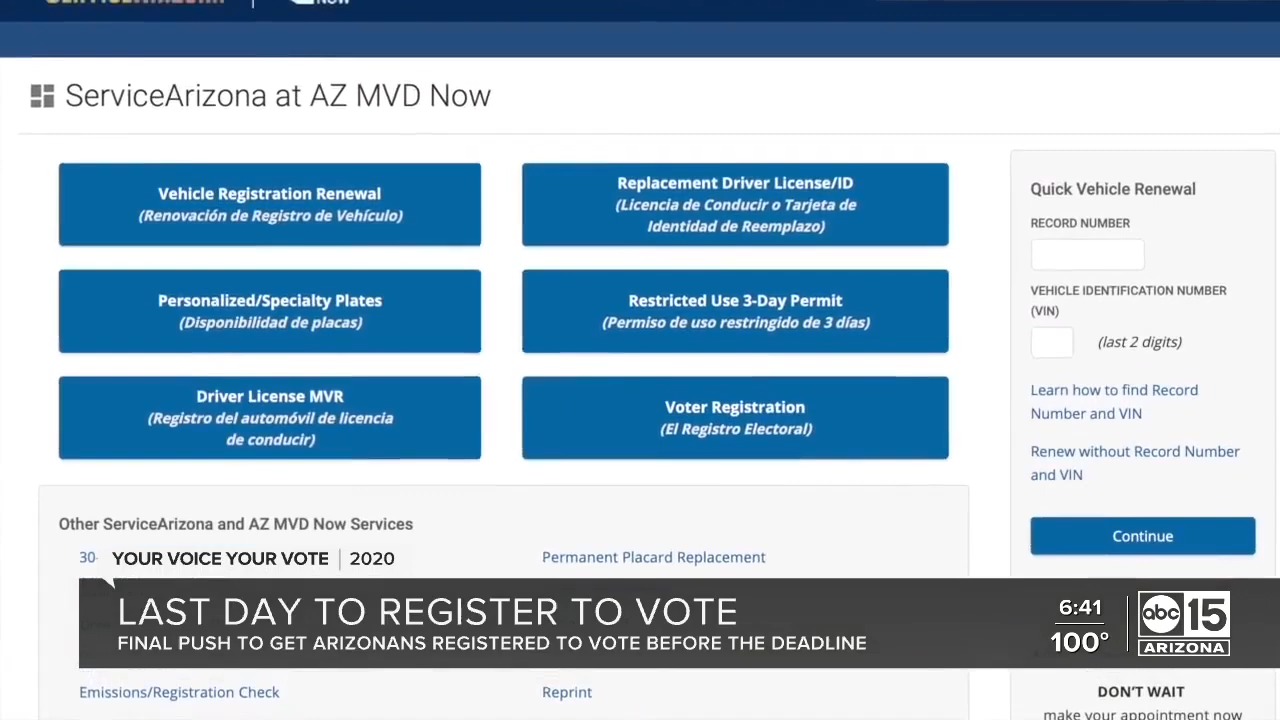 NOW
ServiceArizona at AZ MVD Now
Vehicle Registration Renewal
(Renovación de Registro de Vehículo)
Replacement Driver License/ID
(Licencia de Conducir o Tarjeta de
Identidad de Reemplazo)
Personalized/Specialty Plates
(Disponibilidad de placas)
Restricted Use 3-Day Permit
(Permiso de uso restringido de 3 días)
Driver License MVR
(Registro del automóvil de licencia
de conducir)
Voter Registration
(El Registro Electoral)
Quick Vehicle Renewal
RECORD NUMBER
VEHICLE IDENTIFICATION NUMBER
(VIN)
(last 2 digits)
Learn how to find Record
Number and VIN
Renew without Record Number
and VIN
Continue
Other ServiceArizona and AZ MVD Now Services
30-
Permanent Placard Replacement
YOUR VOICE YOUR VOTE | 2020
LAST DAY TO REGISTER TO VOTE
FINAL PUSH TO GET ARIZONANS REGISTERED TO VOTE BEFORE THE DEADLINE
6:41
100°
abc 15
ARIZONA
Emissions/Registration Check
Reprint
DON'T WAIT
make your appointment now